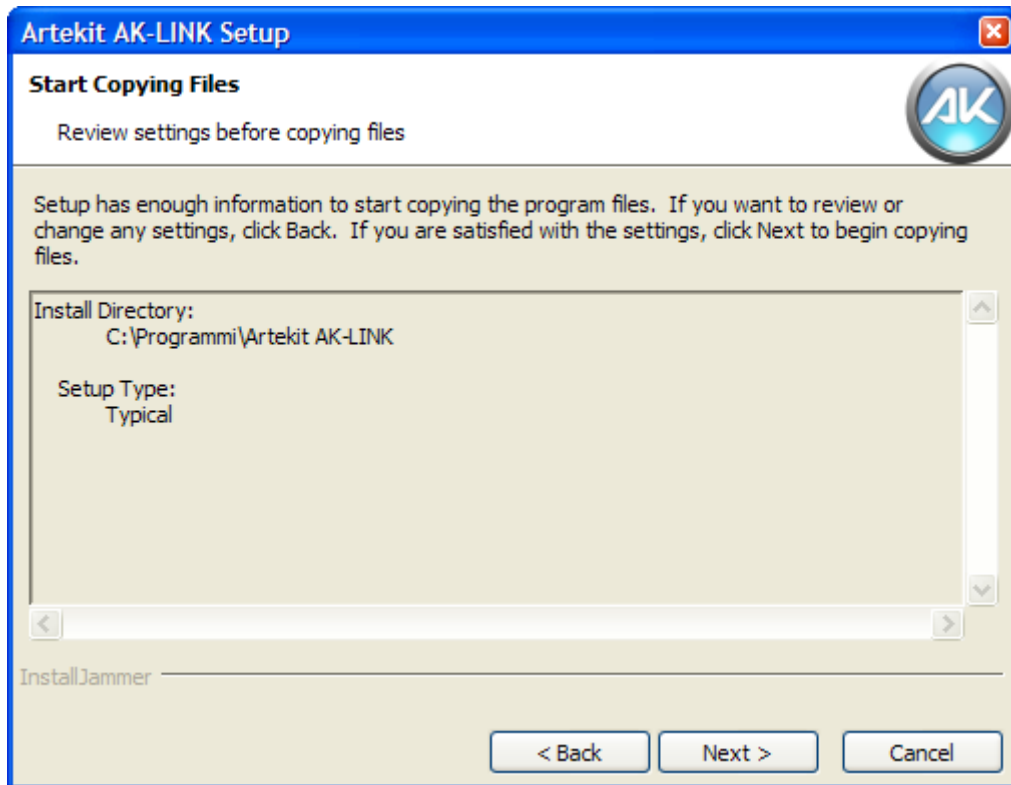 Artekit AK-LINK Setup
Start Copying Files
Review settings before copying files
AK
Setup has enough information to start copying the program files.  If you want to review or
change any settings, click Back.  If you are satisfied with the settings, click Next to begin copying
files.
Install Directory:
C:\Programmi\Artekit AK-LINK
Setup Type:
Typical
InstallJammer
< Back
Next >
Cancel